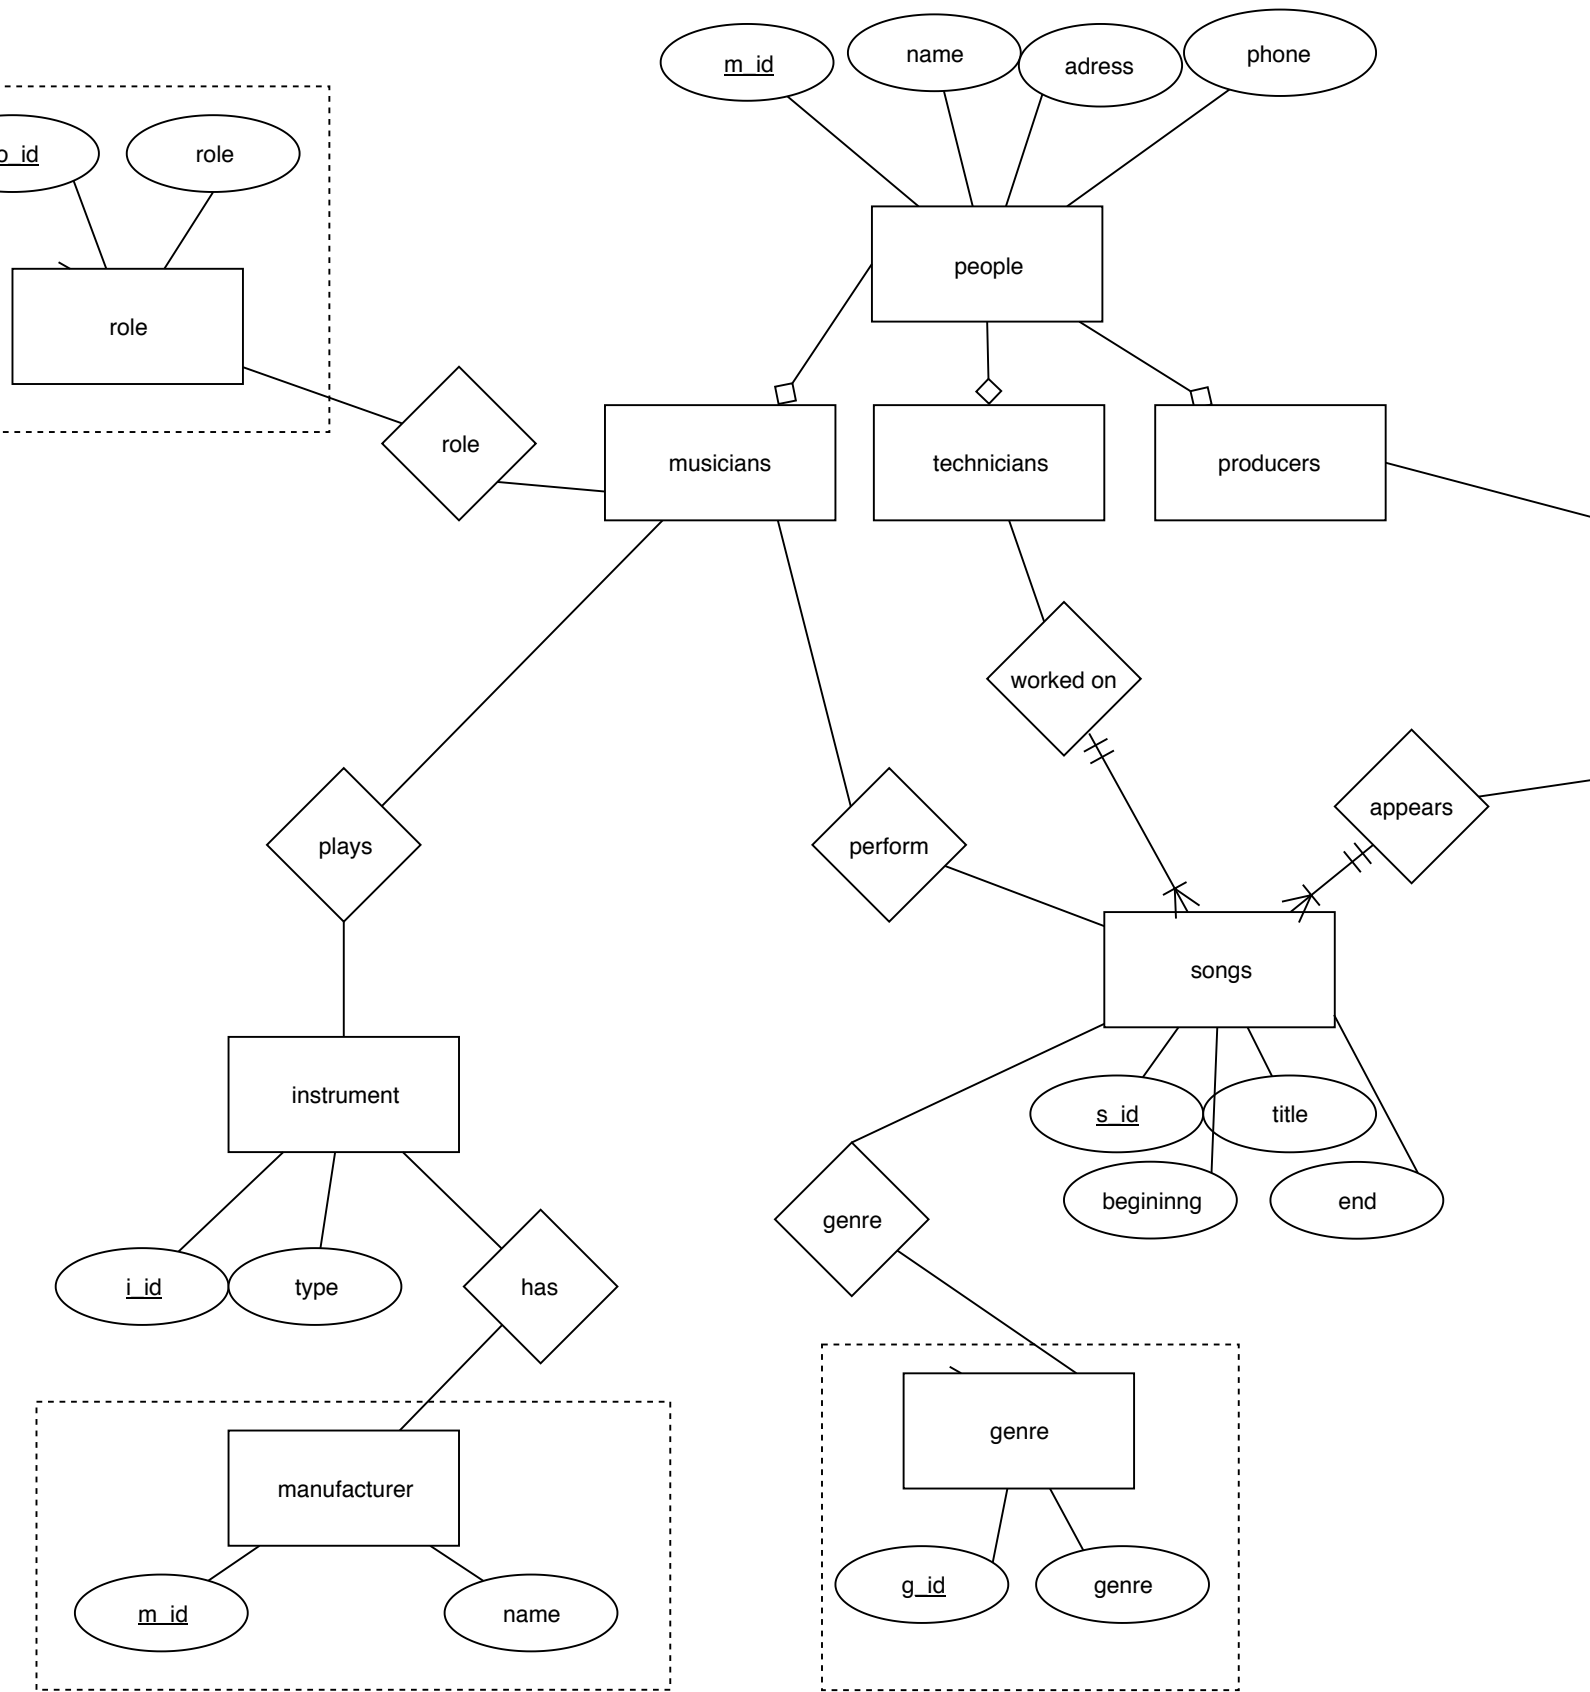 m_id
name
adress
phone
o_id
role
people
role
role
musicians
technicians
producers
worked on
appears
plays
perform
songs
instrument
s_id
title
begininng
end
genre
i_id
type
has
genre
manufacturer
g_id
genre
m_id
name